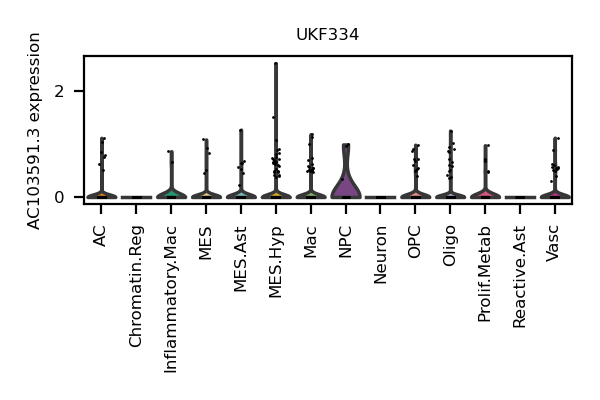 UKF334
AC103591.3 expression
2
0
AC
Chromatin.Reg
Inflammatory.Mac
MES
MES.Ast
MES.Hyp
Mac
NPC
Neuron
OPC
Oligo
Prolif.Metab
Reactive.Ast
Vasc